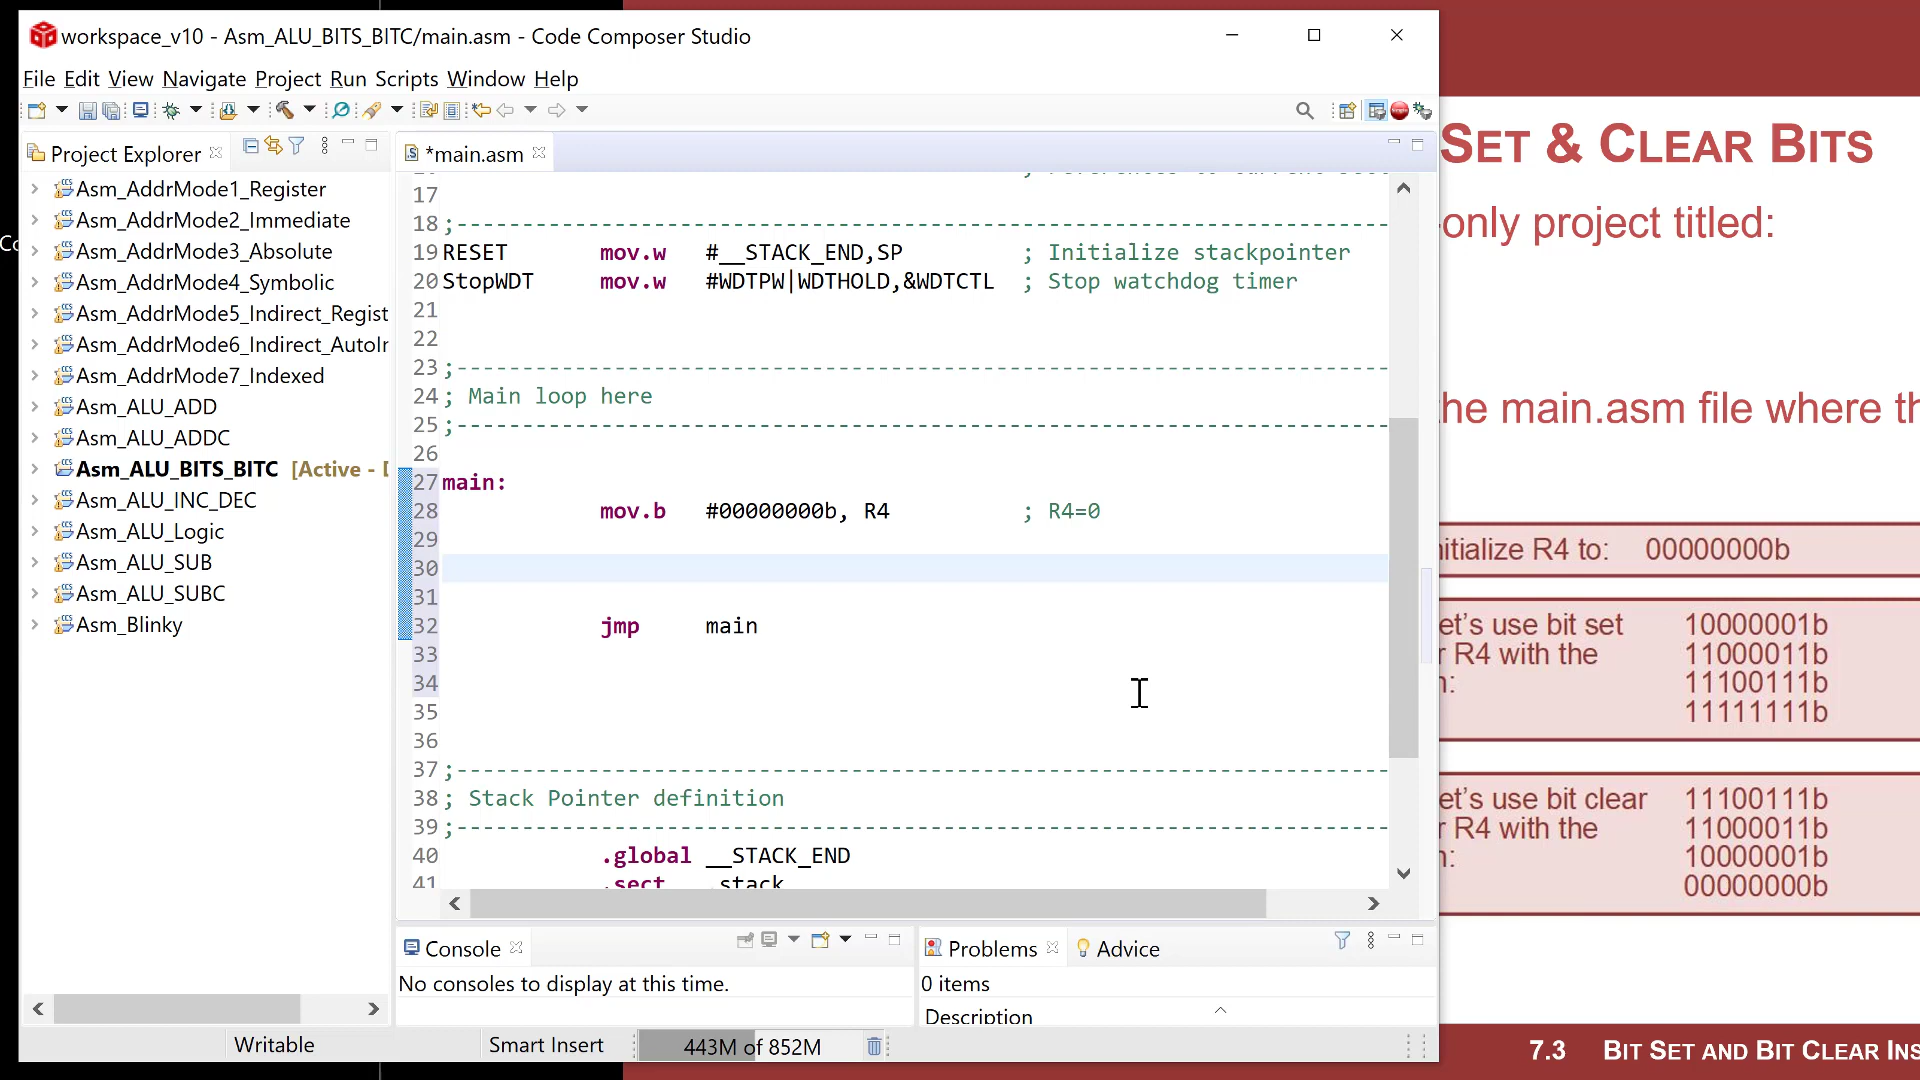 workspace_v10 - Asm_ALU_BITS_BITC/main.asm - Code Composer Studio
File Edit View Navigate Project Run Scripts Window Help
Project Explorer
Asm_AddrMode1_Register
Asm_AddrMode2_Immediate
Asm_AddrMode3_Absolute
Asm_AddrMode4_Symbolic
Asm_AddrMode5_Indirect_Regist
Asm_AddrMode6_Indirect_AutoIn
Asm_AddrMode7_Indexed
Asm_ALU_ADD
Asm_ALU_ADDC
Asm_ALU_BITS_BITC [Active - D
Asm_ALU_INC_DEC
Asm_ALU_Logic
Asm_ALU_SUB
Asm_ALU_SUBC
Asm_Blinky
*main.asm
17
18 ;-------------------------------------------------------------------------------
19 RESET mov.w #__STACK_END,SP ; Initialize stackpointer
20 StopWDT mov.w #WDTPW|WDTHOLD,&WDTCTL ; Stop watchdog timer
21
22
23 ;-------------------------------------------------------------------------------
24 ; Main loop here
25 ;-------------------------------------------------------------------------------
26
27 main:
28 mov.b #00000000b, R4 ; R4=0
29
30
31
32 jmp main
33
34
35
36
37 ;-------------------------------------------------------------------------------
38 ; Stack Pointer definition
39 ;-------------------------------------------------------------------------------
40 .global __STACK_END
41 .sect .stack
Console
No consoles to display at this time.
Problems
Advice
0 items
Description
Writable
Smart Insert
443M of 852M
SET & CLEAR BITS
only project titled:
the main.asm file where th
nitialize R4 to: 00000000b
et's use bit set 10000001b
r R4 with the 11000011b
n: 11100111b
11111111b
et's use bit clear 11100111b
r R4 with the 11000011b
n: 10000001b
00000000b
7.3 BIT SET AND BIT CLEAR INS